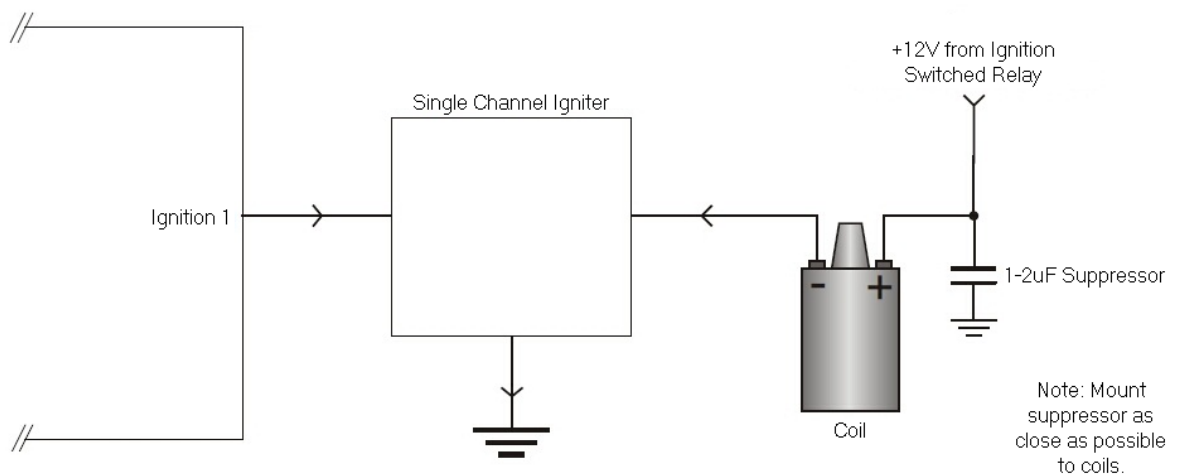 +12V from Ignition
Switched Relay
Single Channel Igniter
Ignition 1
- +
1-2uF Suppressor
Coil
Note: Mount
suppressor as
close as possible
to coils.